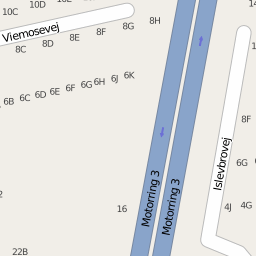 10C
10D
10E
8G
8H
Viemosevej
8F
8E
8D
8C
6K
6J
6H
6G
6F
6E
6D
6C
6B
8F
6G
Islevbrovej
4J
4G
Motorring 3
Motorring 3
16
22B